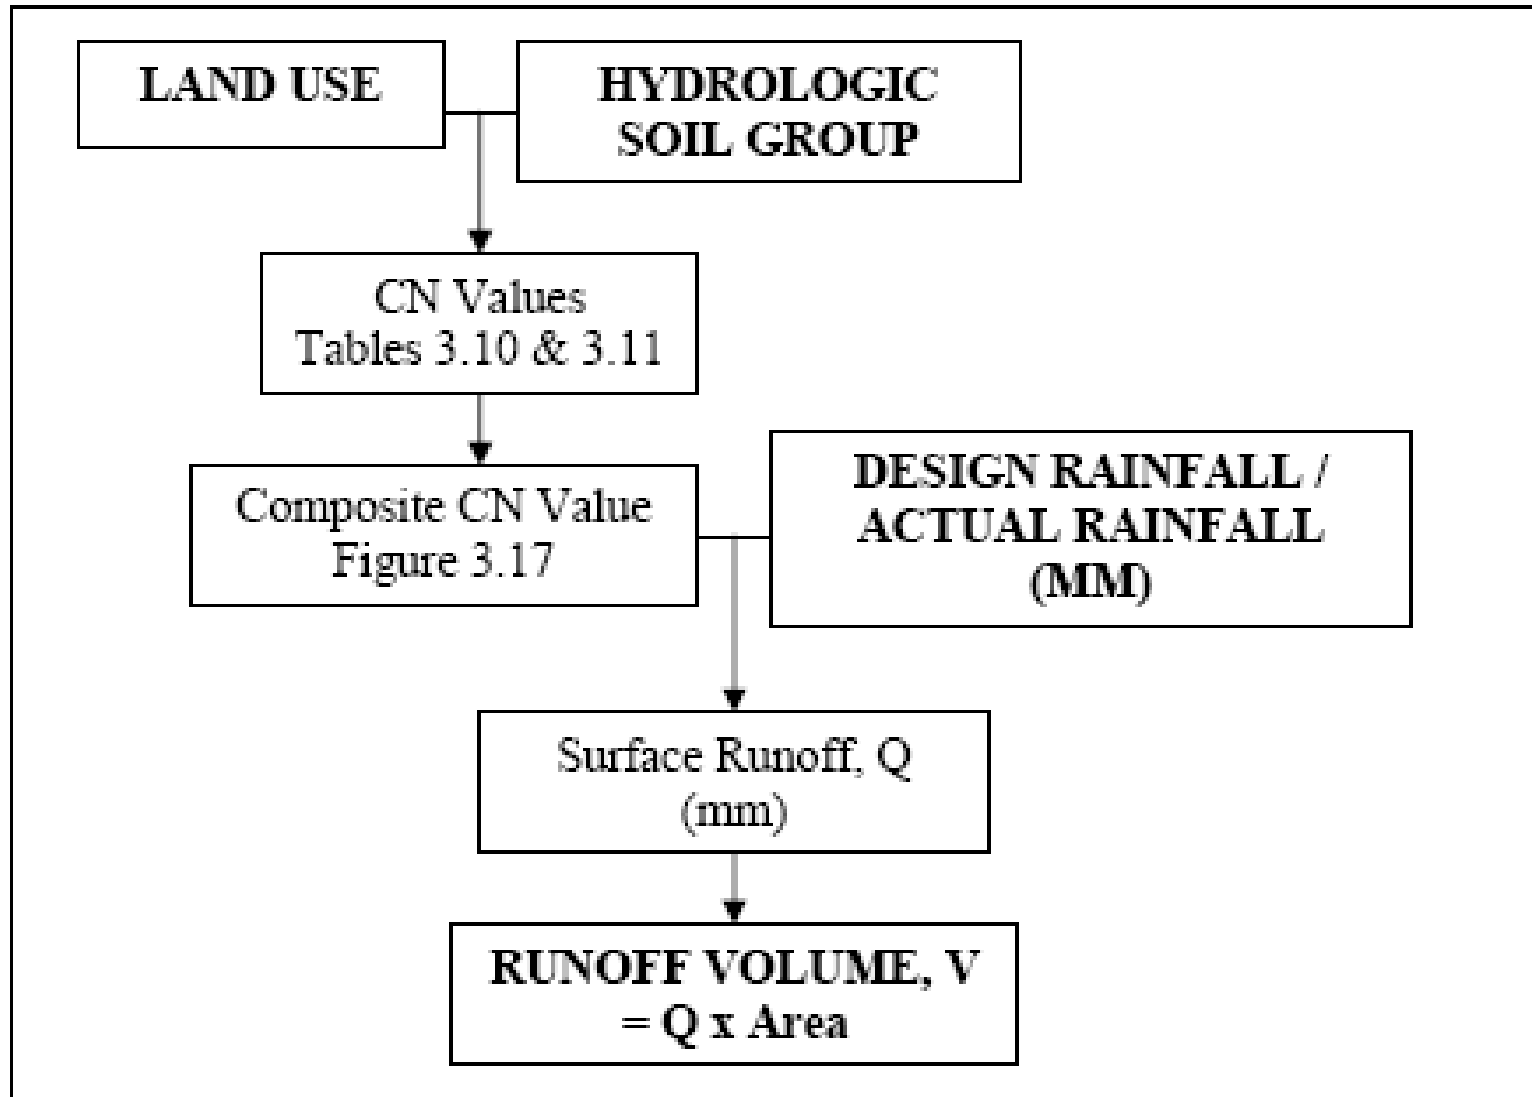 LAND USE
HYDROLOGIC
SOIL GROUP
CN Values
Tables 3.10 & 3.11
Composite CN Value
Figure 3.17
DESIGN RAINFALL /
ACTUAL RAINFALL
(MM)
Surface Runoff, Q
(mm)
RUNOFF VOLUME, V
= Q x Area